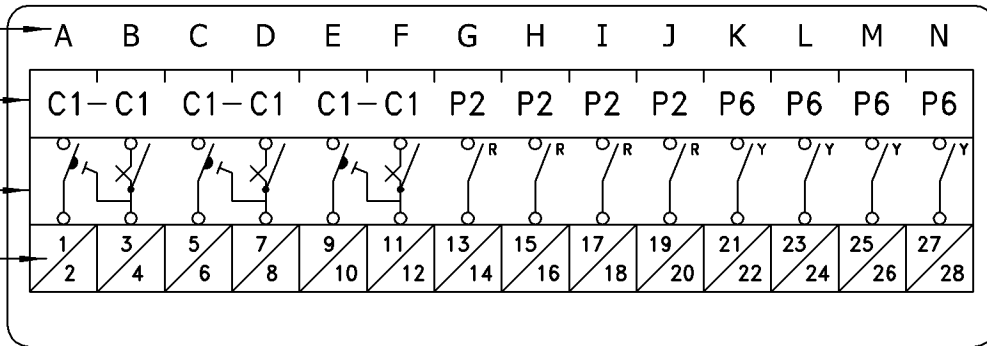 A B C D E F G H I J K L M N
C1-C1 C1-C1 C1-C1 P2 P2 P2 P2 P6 P6 P6 P6
R R R R Y Y Y Y
1 3 5 7 9 11 13 15 17 19 21 23 25 27
2 4 6 8 10 12 14 16 18 20 22 24 26 28